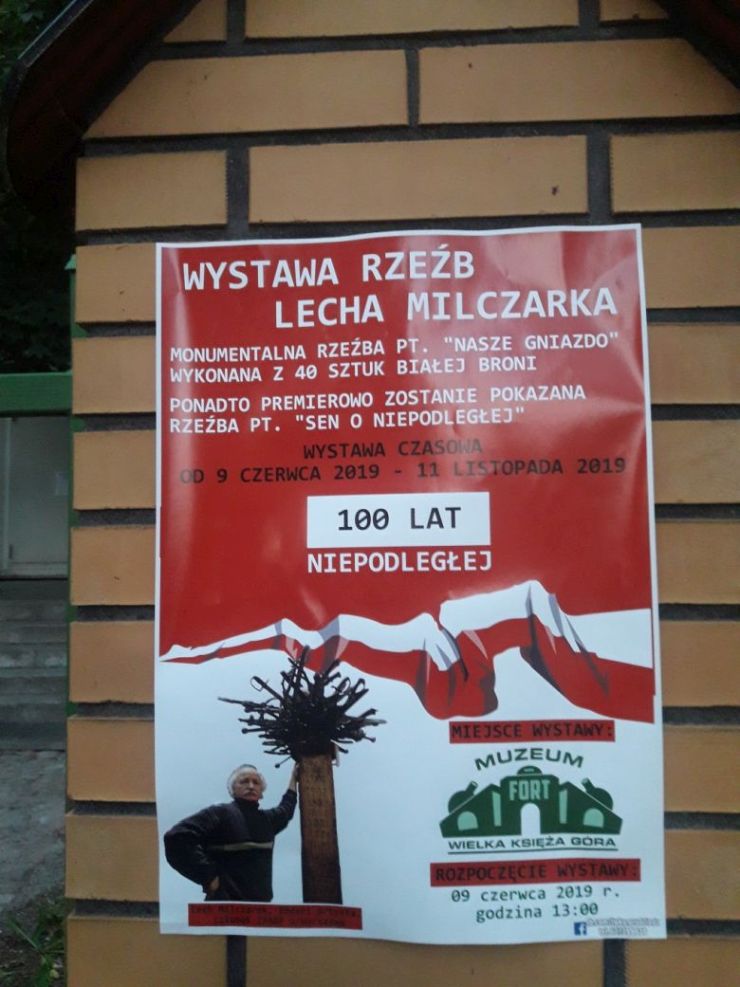 WYSTAWA RZEŹB
LECHA MILCZARKA
MONUMENTALNA RZEŹBA PT. "NASZE GNIAZDO"
WYKONANA Z 40 SZTUK BIAŁEJ BRONI
PONADTO PREMIEROWO ZOSTANIE POKAZANA
RZEŹBA PT. "SEN O NIEPODLEGŁEJ"
WYSTAWA CZASOWA
OD 9 CZERWCA 2019 - 11 LISTOPADA 2019
100 LAT
NIEPODLEGŁEJ
MIEJSCE WYSTAWY:
MUZEUM
FORT
WIELKA KSIĘŻA GÓRA
ROZPOCZĘCIE WYSTAWY:
09 czerwca 2019 r.
godzina 13:00
Lech Milczarek,